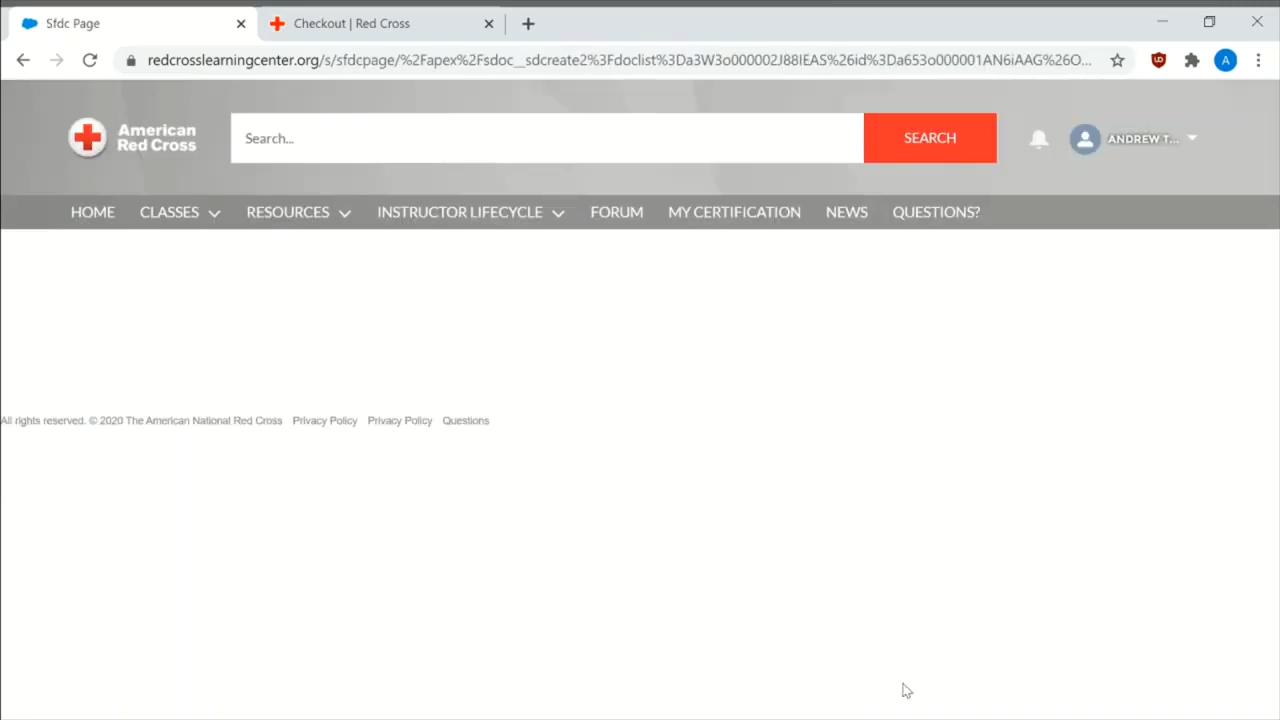 Sfdc Page
Checkout | Red Cross
redcrosslearningcenter.org/s/sfdcpage/%2Fapex%2Fsdoc__sdcreate2%3Fdoclist%3Da3W3o000002J88IEAS%26id%3Da653o000001AN6iAAG%26O...
A
American
Red Cross
Search...
SEARCH
ANDREW T...
HOME
CLASSES
RESOURCES
INSTRUCTOR LIFECYCLE
FORUM
MY CERTIFICATION
NEWS
QUESTIONS?
All rights reserved. © 2020 The American National Red Cross Privacy Policy Privacy Policy Questions